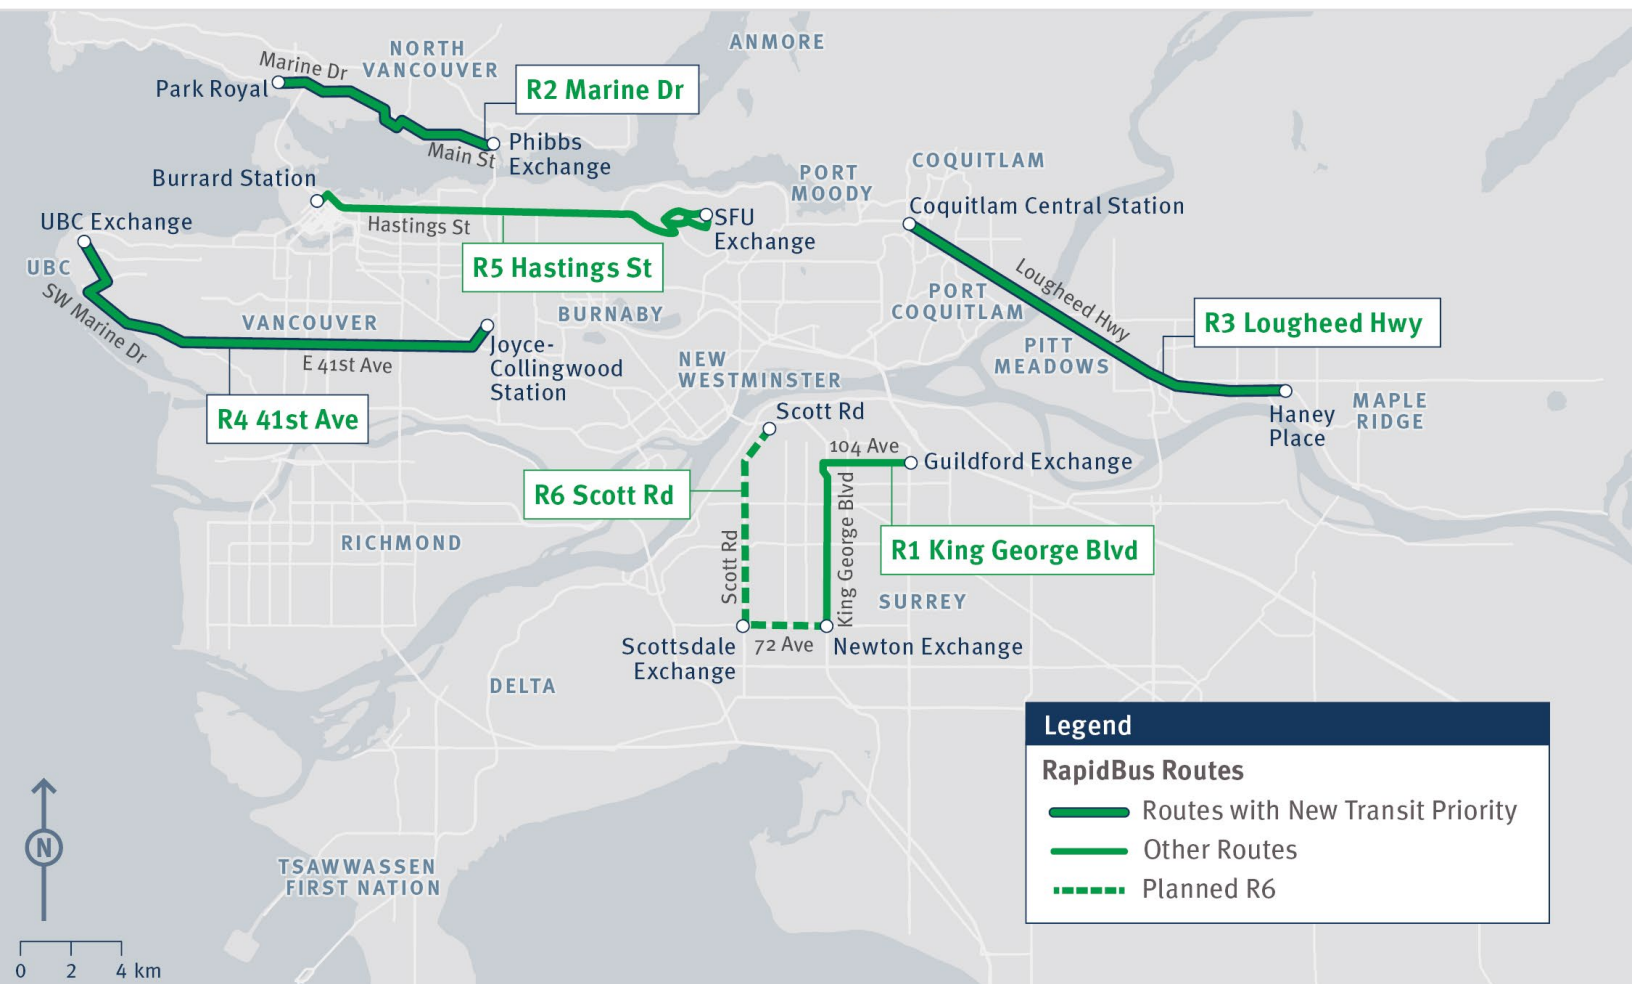 ANMORE
NORTH
VANCOUVER
Marine Dr
Park Royal
R2 Marine Dr
Main St
Phibbs
Exchange
COQUITLAM
PORT
MOODY
Burrard Station
Coquitlam Central Station
UBC Exchange
Hastings St
SFU
Exchange
R5 Hastings St
UBC
SW Marine Dr
Lougheed Hwy
PORT
COQUITLAM
VANCOUVER
BURNABY
R3 Lougheed Hwy
E 41st Ave
Joyce-
Collingwood
Station
NEW
WESTMINSTER
PITT
MEADOWS
R4 41st Ave
Scott Rd
Haney
Place
MAPLE
RIDGE
104 Ave
Guildford Exchange
R6 Scott Rd
King George Blvd
Scott Rd
R1 King George Blvd
RICHMOND
SURREY
Scottsdale
Exchange
72 Ave
Newton Exchange
DELTA
Legend
RapidBus Routes
Routes with New Transit Priority
Other Routes
Planned R6
N
TSAWWASSEN
FIRST NATION
0 2 4 km